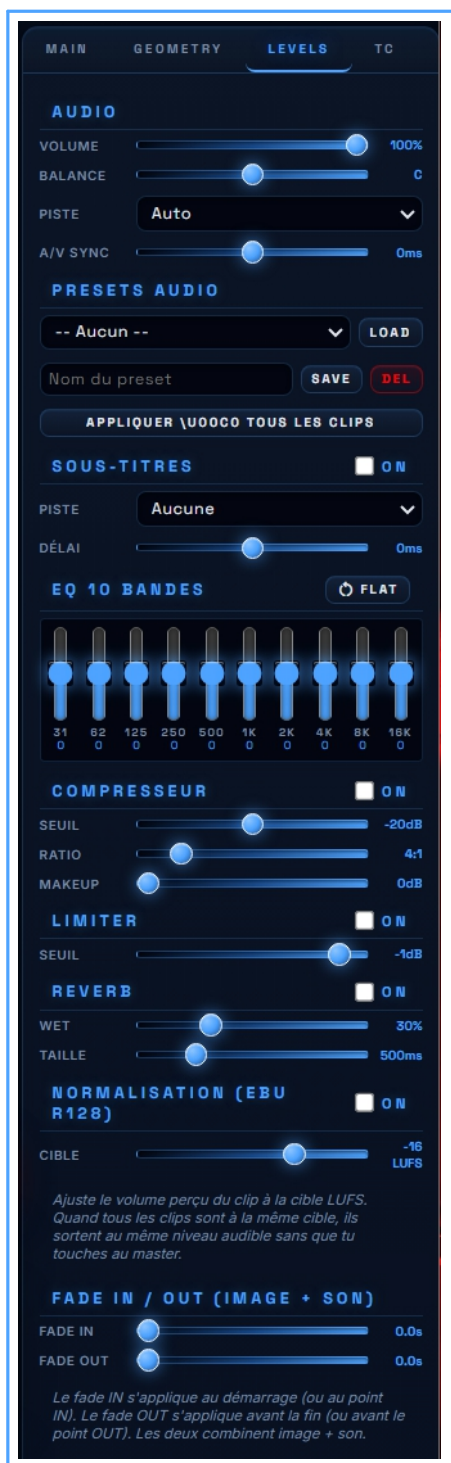 MAIN GEOMETRY LEVELS TC
AUDIO
VOLUME 100%
BALANCE C
PISTE Auto
A/V SYNC 0ms
PRESETS AUDIO
-- Aucun -- LOAD
Nom du preset SAVE DEL
APPLIQUER \U00C0 TOUS LES CLIPS
SOUS-TITRES ON
PISTE Aucune
DÉLAI 0ms
EQ 10 BANDES FLAT
31 62 125 250 500 1K 2K 4K 8K 16K
0 0 0 0 0 0 0 0 0 0
COMPRESSEUR ON
SEUIL -20dB
RATIO 4:1
MAKEUP 0dB
LIMITER ON
SEUIL -1dB
REVERB ON
WET 30%
TAILLE 500ms
NORMALISATION (EBU
R128) ON
CIBLE -16
LUFS
Ajuste le volume perçu du clip à la cible LUFS.
Quand tous les clips sont à la même cible, ils
sortent au même niveau audible sans que tu
touches au master.
FADE IN / OUT (IMAGE + SON)
FADE IN 0.0s
FADE OUT 0.0s
Le fade IN s'applique au démarrage (ou au point
IN). Le fade OUT s'applique avant la fin (ou avant le
point OUT). Les deux combinent image + son.